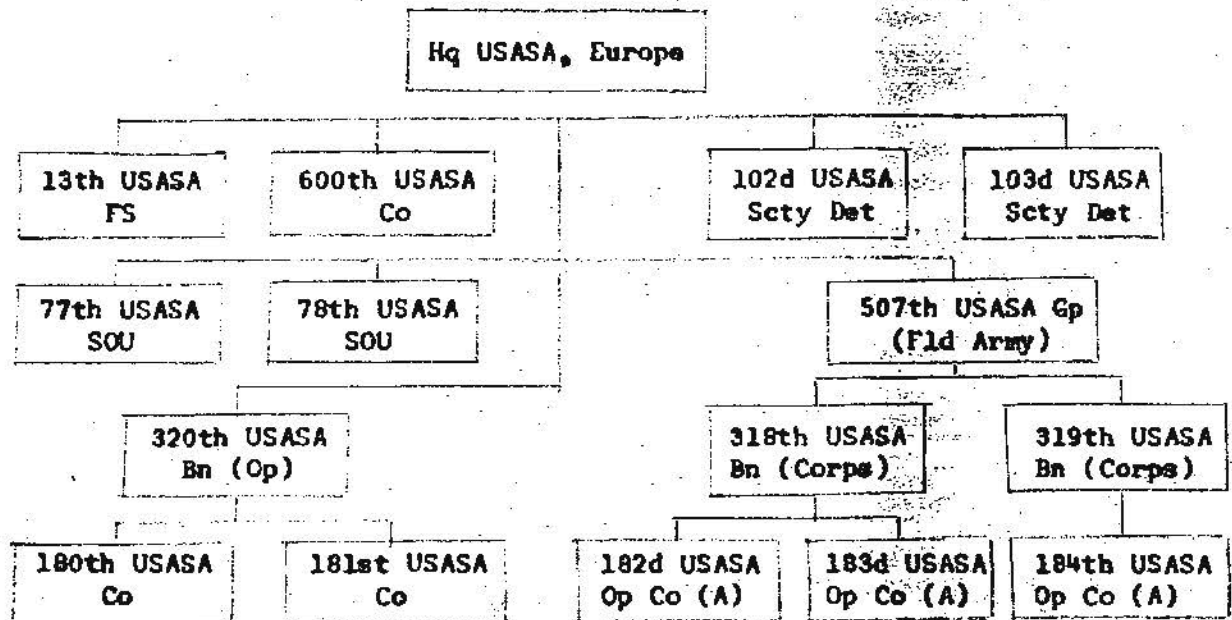 Hq USASA, Europe
13th USASA
FS
600th USASA
Co
102d USASA
Scty Det
103d USASA
Scty Det
77th USASA
SOU
78th USASA
SOU
507th USASA Gp
(Fld Army)
320th USASA
Bn (Op)
318th USASA
Bn (Corps)
319th USASA
Bn (Corps)
180th USASA
Co
181st USASA
Co
182d USASA
Op Co (A)
183d USASA
Op Co (A)
184th USASA
Op Co (A)